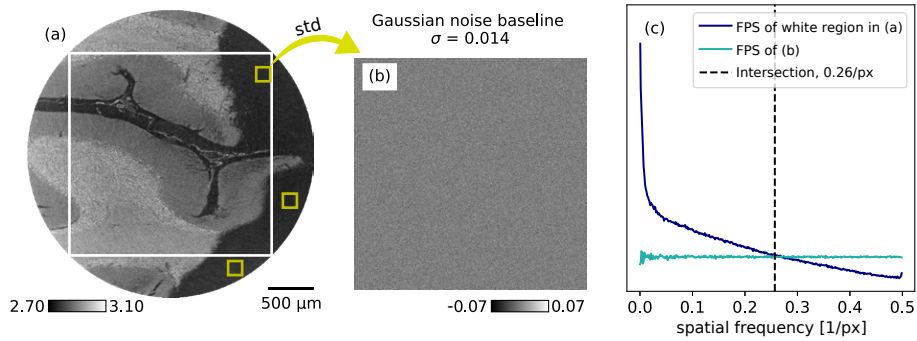 (a)
std
2.70
3.10
500 μm
Gaussian noise baseline
σ = 0.014
(b)
-0.07
0.07
(c)
FPS of white region in (a)
FPS of (b)
Intersection, 0.26/px
0.0
0.1
0.2
0.3
0.4
0.5
spatial frequency [1/px]